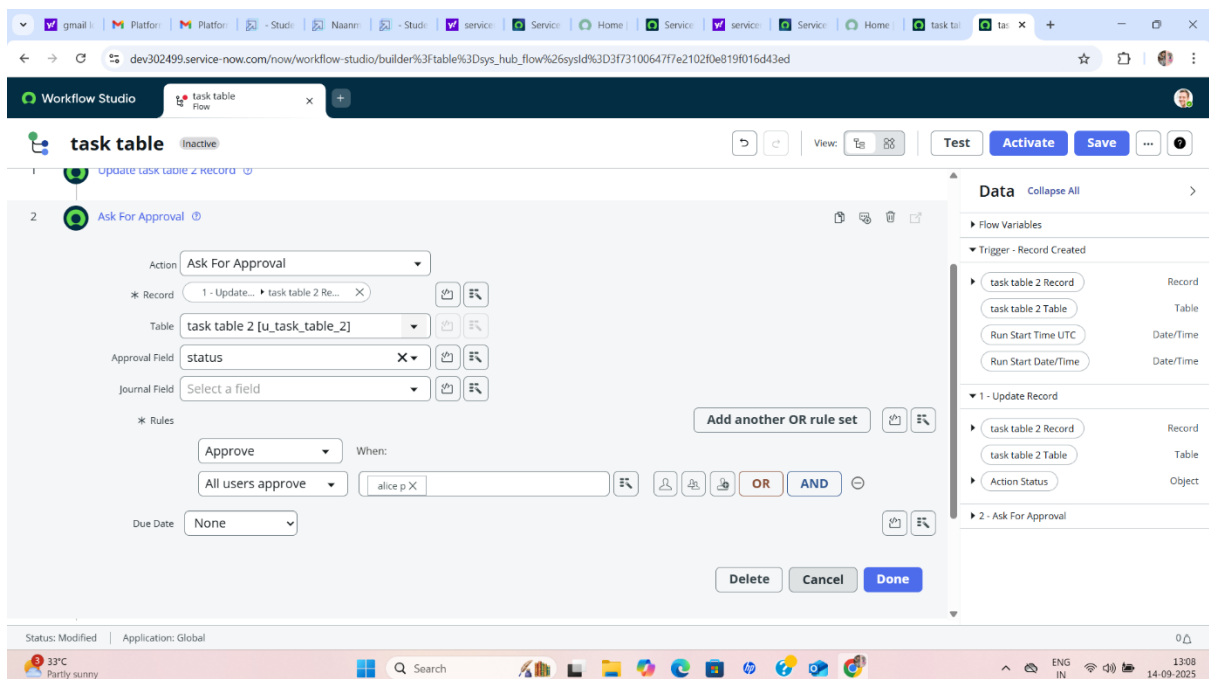 gmail l
Platfor
Platfor
- Stud
Naanm
- Stude
service
Service
Home
Service
service
Service
Home
task tal
tas
dev302499.service-now.com/now/workflow-studio/builder%3Ftable%3Dsys_hub_flow%26sysId%3D3f73100647f7e2102f0e819f016d43ed
Workflow Studio
task table
Flow
task table
Inactive
View:
Test
Activate
Save
1 Update task table 2 Record
2 Ask For Approval
Action Ask For Approval
* Record 1 - Update... ▸ task table 2 Re...
Table task table 2 [u_task_table_2]
Approval Field status
Journal Field Select a field
* Rules Add another OR rule set
Approve When:
All users approve alice p OR AND
Due Date None
Delete Cancel Done
Data Collapse All
Flow Variables
Trigger - Record Created
task table 2 Record Record
task table 2 Table Table
Run Start Time UTC Date/Time
Run Start Date/Time Date/Time
1 - Update Record
task table 2 Record Record
task table 2 Table Table
Action Status Object
2 - Ask For Approval
Status: Modified | Application: Global
0
3
33°C
Partly sunny
Search
ENG
IN
13:08
14-09-2025